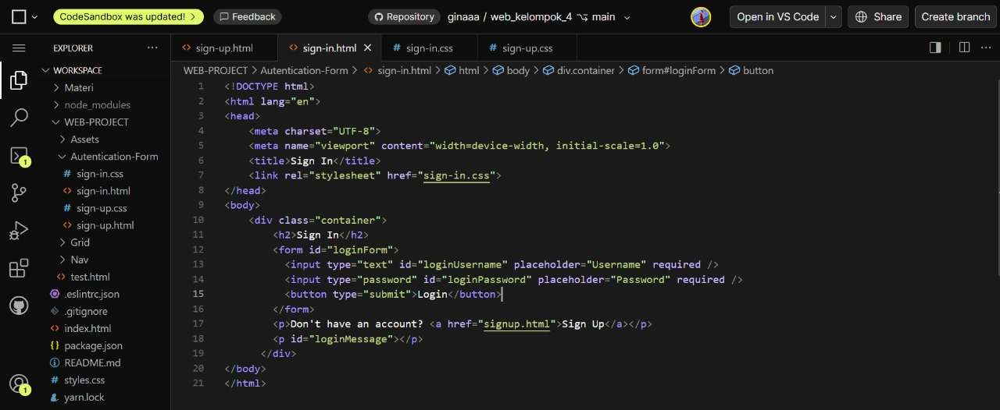 CodeSandbox was updated! Feedback Repository ginaaa / web_kelompok_4 main Open in VS Code Share Create branch
EXPLORER ... sign-up.html sign-in.html sign-in.css sign-up.css ...
WORKSPACE
Materi
node_modules
WEB-PROJECT
Assets
Autentication-Form
sign-in.css
sign-in.html
sign-up.css
sign-up.html
Grid
Nav
test.html
.eslintrc.json
.gitignore
index.html
package.json
README.md
styles.css
yarn.lock
1
1
WEB-PROJECT > Autentication-Form > sign-in.html > html > body > div.container > form#loginForm > button
1 <!DOCTYPE html>
2 <html lang="en">
3 <head>
4 <meta charset="UTF-8">
5 <meta name="viewport" content="width=device-width, initial-scale=1.0">
6 <title>Sign In</title>
7 <link rel="stylesheet" href="sign-in.css">
8 </head>
9 <body>
10 <div class="container">
11 <h2>Sign In</h2>
12 <form id="loginForm">
13 <input type="text" id="loginUsername" placeholder="Username" required />
14 <input type="password" id="loginPassword" placeholder="Password" required />
15 <button type="submit">Login</button>
16 </form>
17 <p>Don't have an account? <a href="signup.html">Sign Up</a></p>
18 <p id="loginMessage"></p>
19 </div>
20 </body>
21 </html>